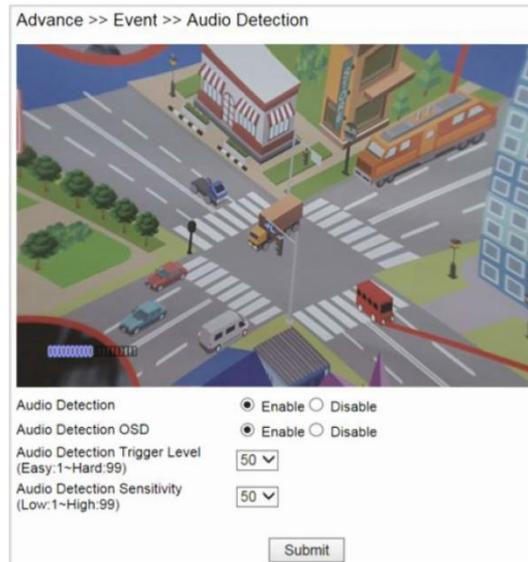 Advance >> Event >> Audio Detection
Audio Detection Enable Disable
Audio Detection OSD Enable Disable
Audio Detection Trigger Level
(Easy:1~Hard:99) 50
Audio Detection Sensitivity
(Low:1~High:99) 50
Submit